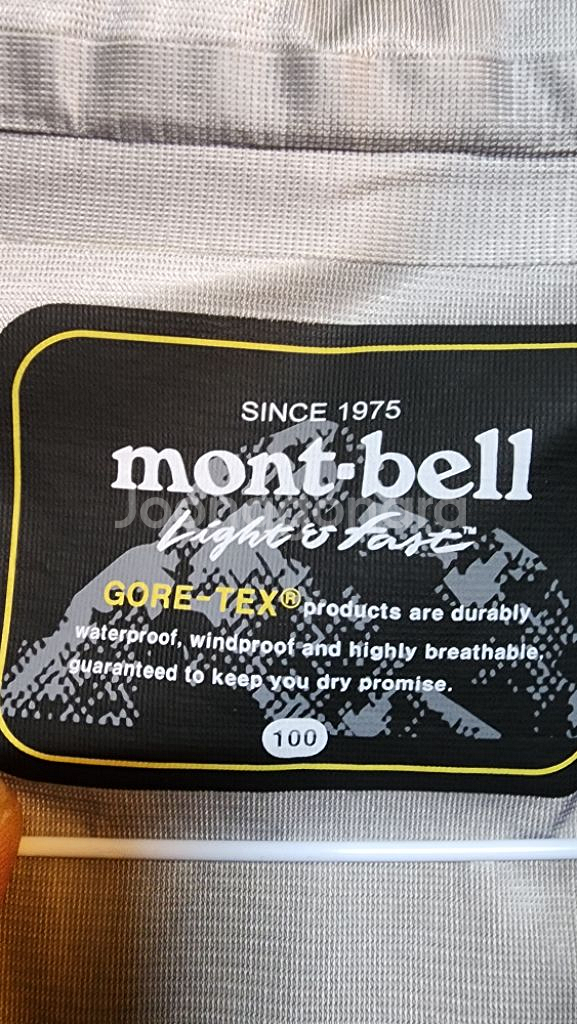 SINCE 1975
mont-bell
Light & Fast™
GORE-TEX® products are durably
waterproof, windproof and highly breathable,
guaranteed to keep you dry promise.
100